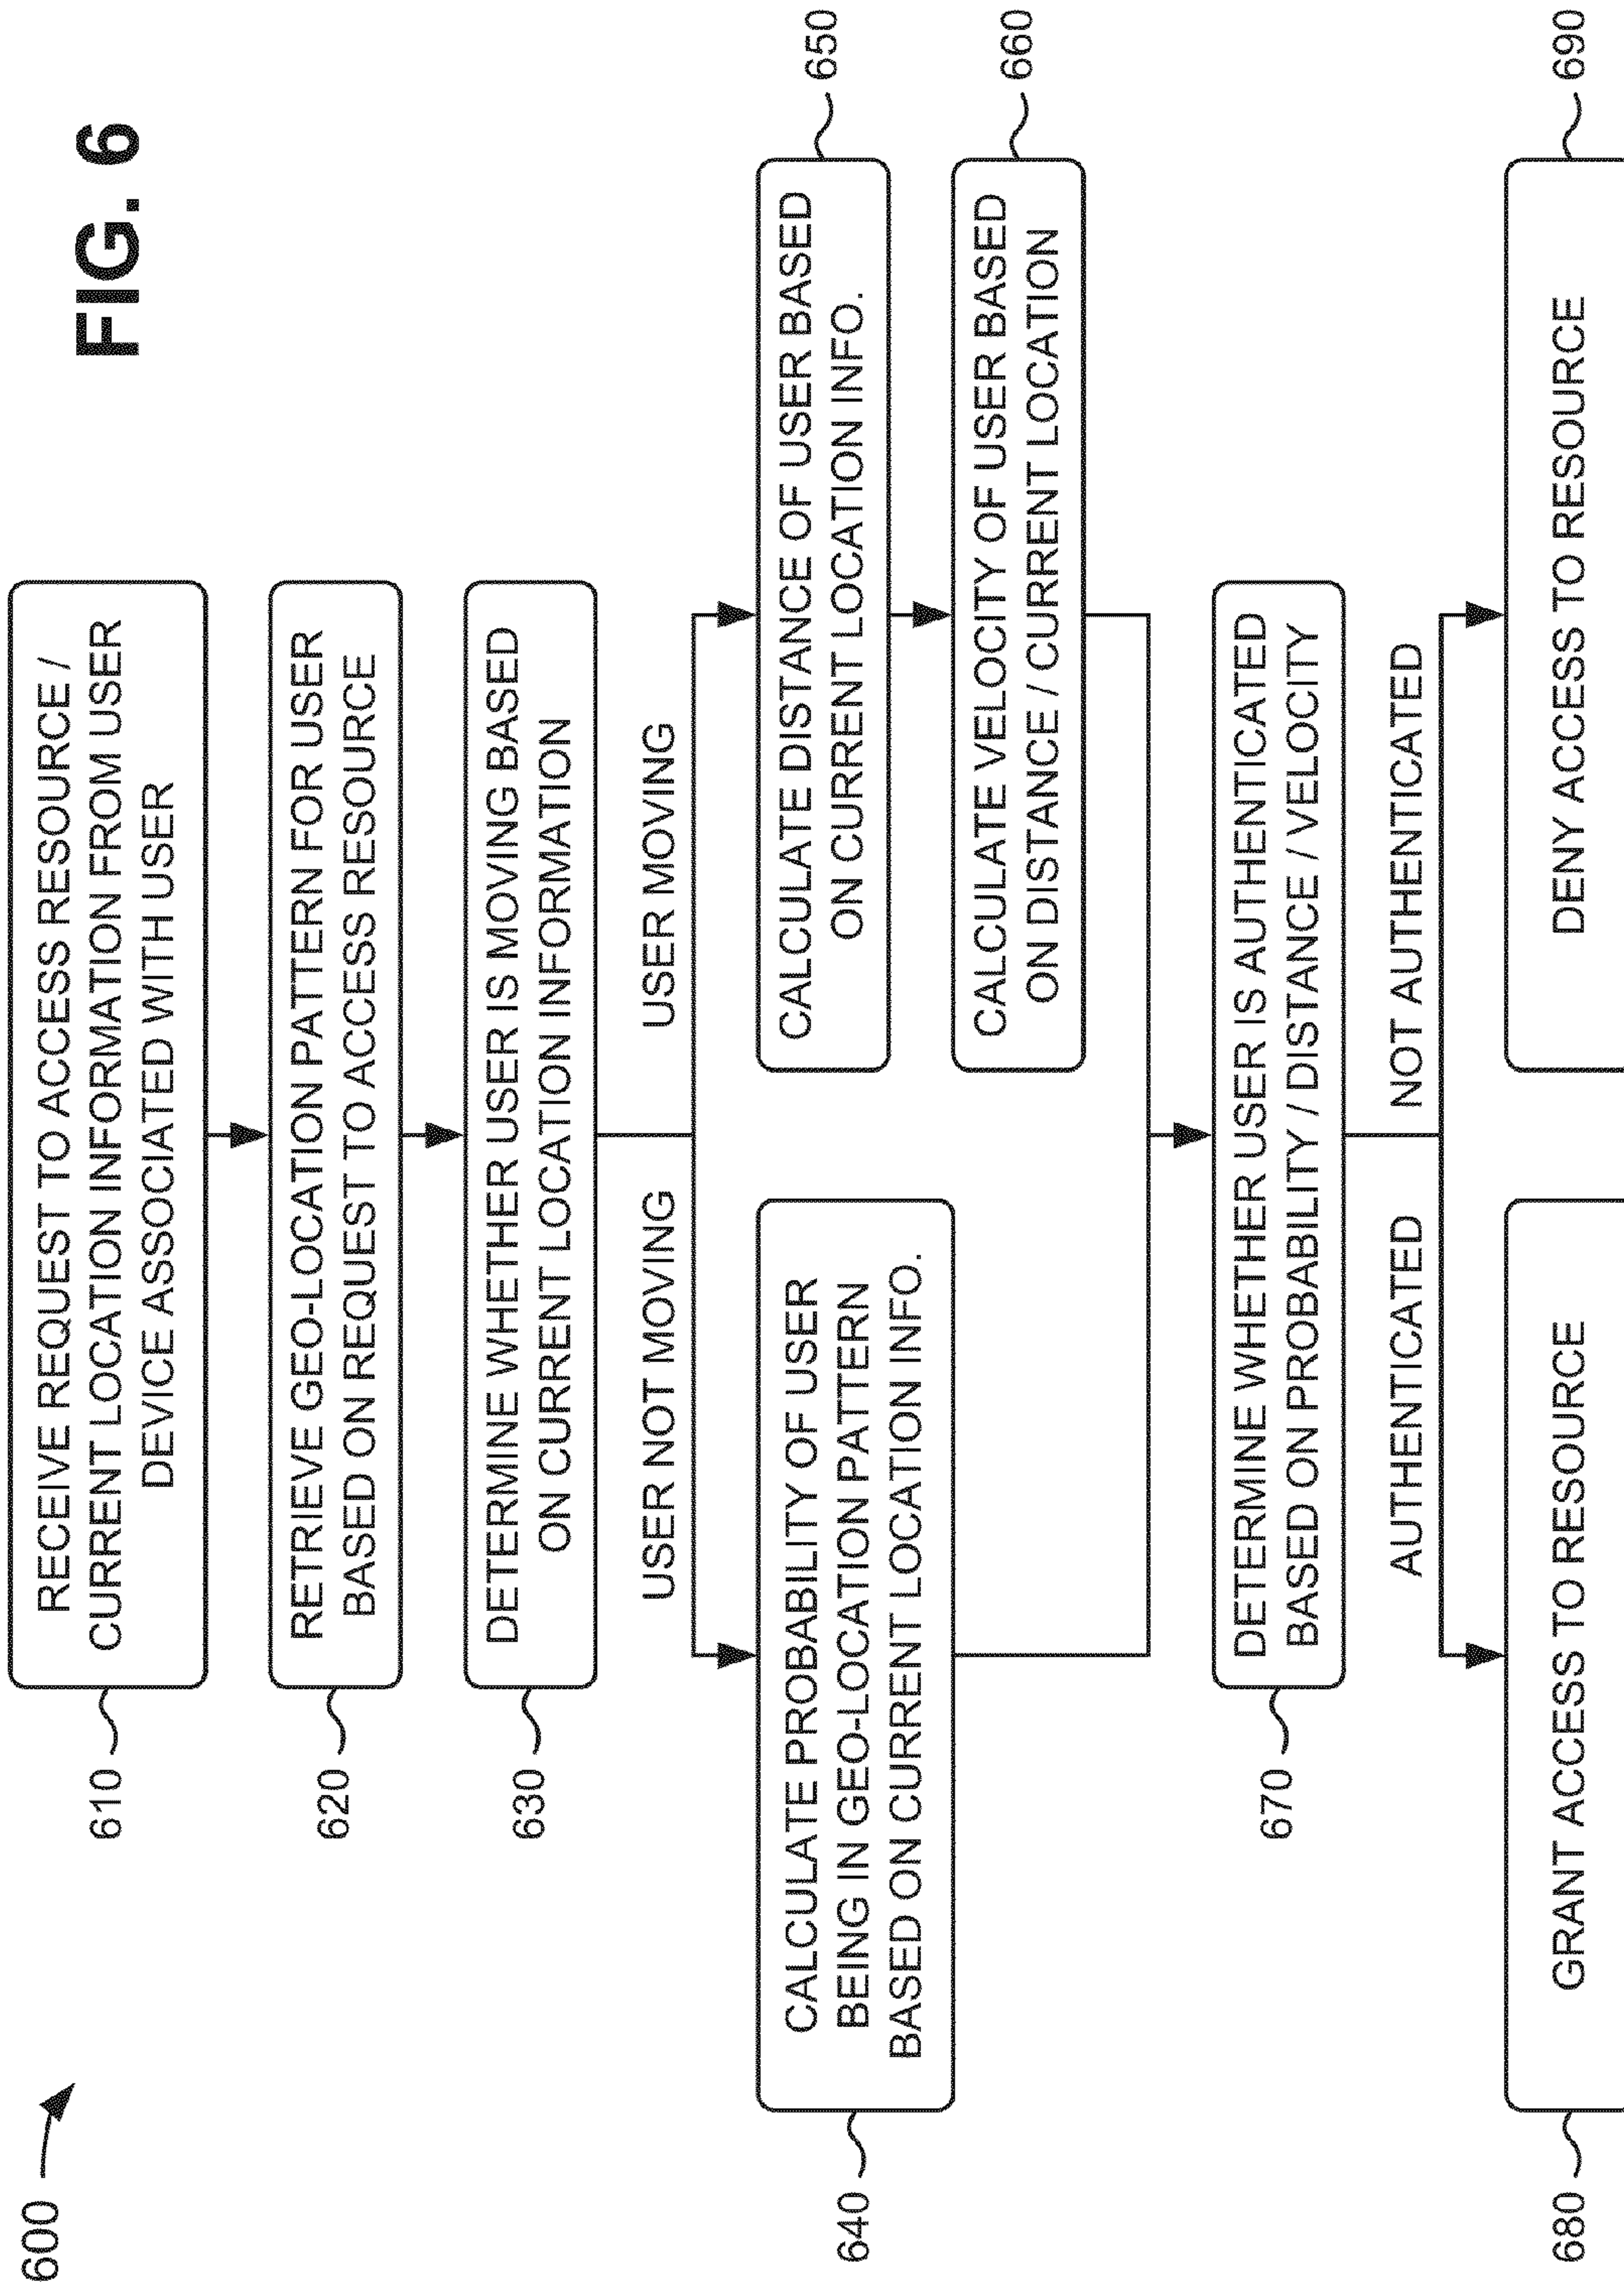 600
FIG. 6
610
RECEIVE REQUEST TO ACCESS RESOURCE /
CURRENT LOCATION INFORMATION FROM USER
DEVICE ASSOCIATED WITH USER
620
RETRIEVE GEO-LOCATION PATTERN FOR USER
BASED ON REQUEST TO ACCESS RESOURCE
630
DETERMINE WHETHER USER IS MOVING BASED
ON CURRENT LOCATION INFORMATION
USER NOT MOVING
USER MOVING
640
CALCULATE PROBABILITY OF USER
BEING IN GEO-LOCATION PATTERN
BASED ON CURRENT LOCATION INFO.
CALCULATE DISTANCE OF USER BASED
ON CURRENT LOCATION INFO.
650
CALCULATE VELOCITY OF USER BASED
ON DISTANCE / CURRENT LOCATION
660
670
DETERMINE WHETHER USER IS AUTHENTICATED
BASED ON PROBABILITY / DISTANCE / VELOCITY
AUTHENTICATED
NOT AUTHENTICATED
680
GRANT ACCESS TO RESOURCE
DENY ACCESS TO RESOURCE
690